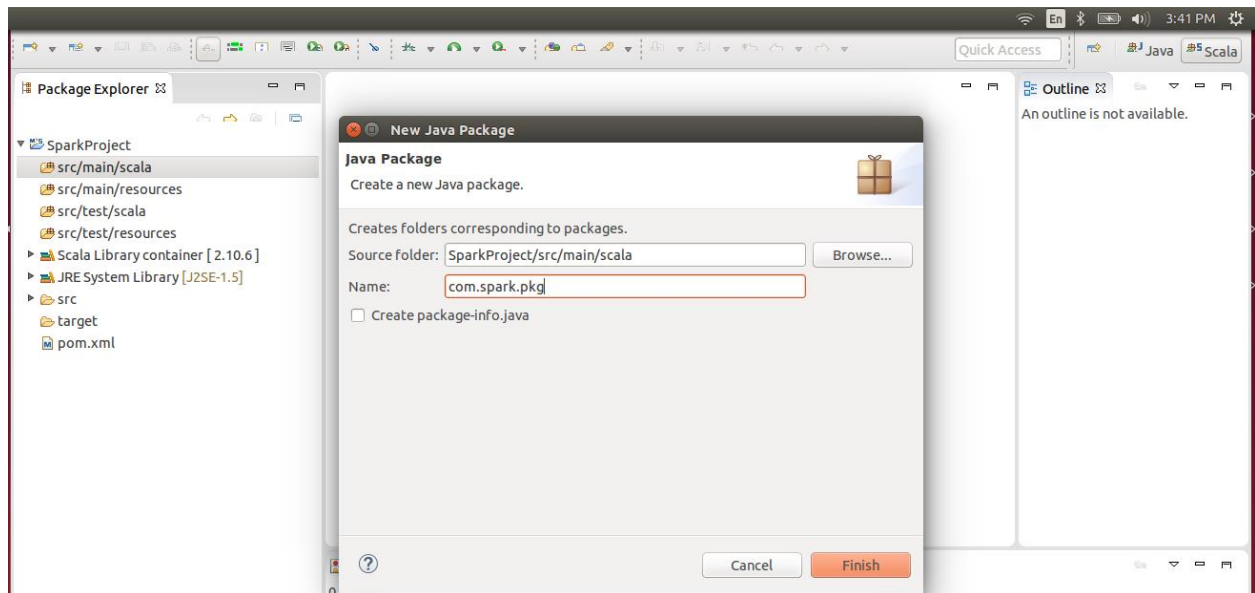 En 3:41 PM
Quick Access Java Scala
Package Explorer
SparkProject
src/main/scala
src/main/resources
src/test/scala
src/test/resources
Scala Library container [ 2.10.6 ]
JRE System Library [J2SE-1.5]
src
target
pom.xml
New Java Package
Java Package
Create a new Java package.
Creates folders corresponding to packages.
Source folder: SparkProject/src/main/scala Browse...
Name: com.spark.pkg
Create package-info.java
? Cancel Finish
Outline
An outline is not available.